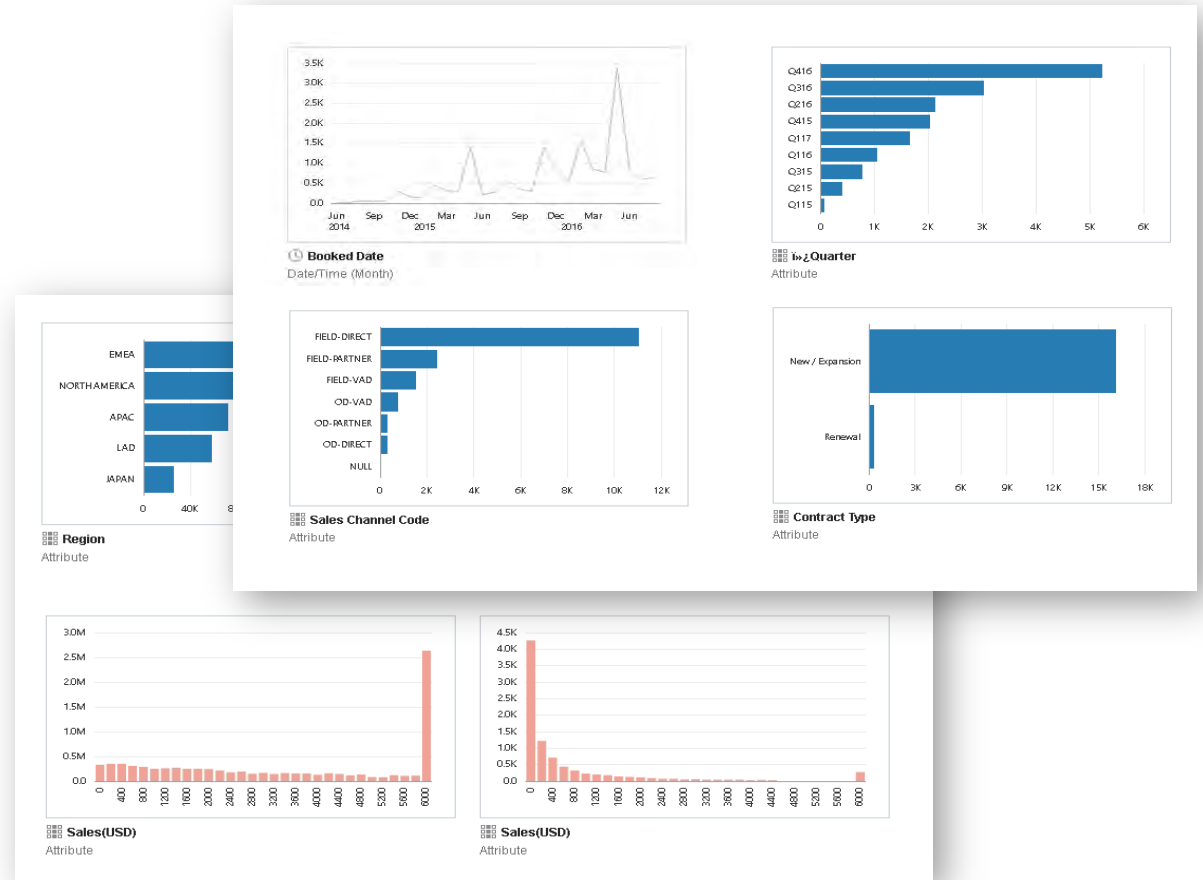 3.5K
3.0K
2.5K
2.0K
1.5K
1.0K
0.5K
0.0
Jun Sep Dec Mar Jun Sep Dec Mar Jun
2014 2015 2016
Booked Date
Date/Time (Month)
Q416
Q316
Q216
Q415
Q117
Q116
Q315
Q215
Q115
0 1K 2K 3K 4K 5K 6K
ï»¿Quarter
Attribute
FIELD-DIRECT
FIELD-PARTNER
FIELD-VAD
OD-VAD
OD-PARTNER
OD-DIRECT
NULL
0 2K 4K 6K 8K 10K 12K
Sales Channel Code
Attribute
New / Expansion
Renewal
0 3K 6K 9K 12K 15K 18K
Contract Type
Attribute
EMEA
NORTH AMERICA
APAC
LAD
JAPAN
0 40K 8
Region
Attribute
3.0M
2.5M
2.0M
1.5M
1.0M
0.5M
0.0
0 400 800 1200 1600 2000 2400 2800 3200 3600 4000 4400 4800 5200 5600 6000
Sales(USD)
Attribute
4.5K
4.0K
3.5K
3.0K
2.5K
2.0K
1.5K
1.0K
0.5K
0.0
0 400 800 1200 1600 2000 2400 2800 3200 3600 4000 4400 4800 5200 5600 6000
Sales(USD)
Attribute